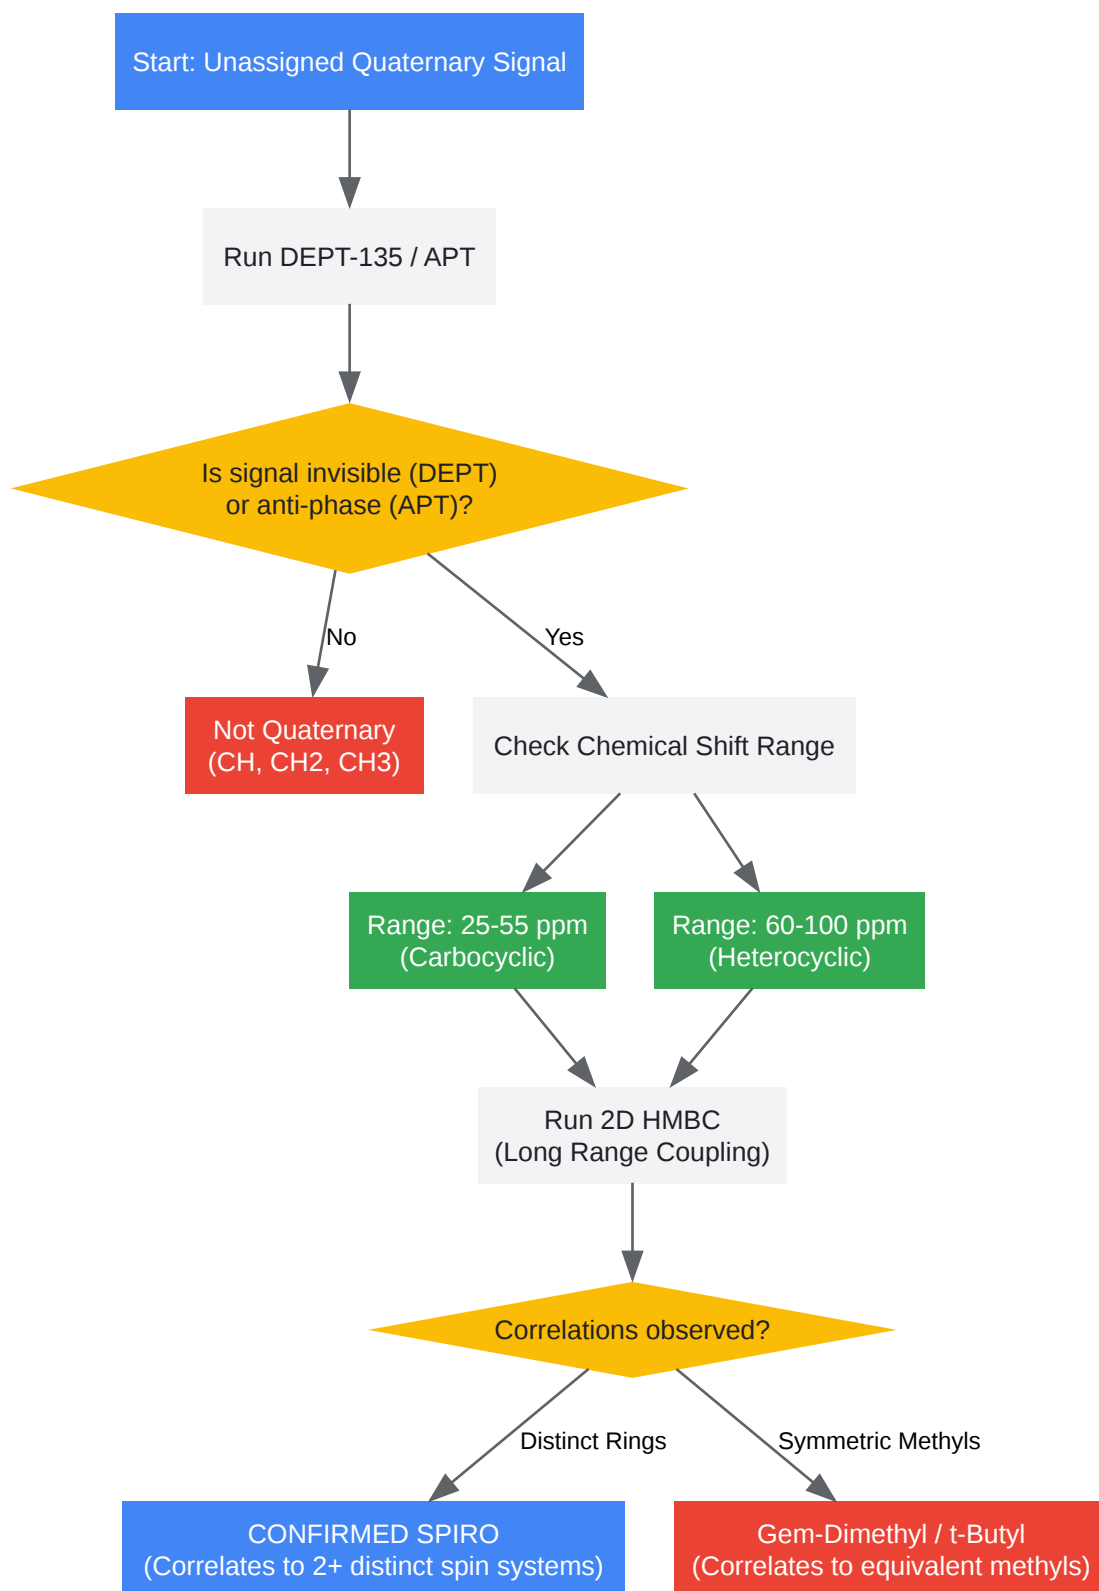 Start: Unassigned Quaternary Signal
Run DEPT-135 / APT
Is signal invisible (DEPT)
or anti-phase (APT)?
No
Yes
Not Quaternary
(CH, CH2, CH3)
Check Chemical Shift Range
Range: 25-55 ppm
(Carbocyclic)
Range: 60-100 ppm
(Heterocyclic)
Run 2D HMBC
(Long Range Coupling)
Correlations observed?
Distinct Rings
Symmetric Methyls
CONFIRMED SPIRO
(Correlates to 2+ distinct spin systems)
Gem-Dimethyl / t-Butyl
(Correlates to equivalent methyls)